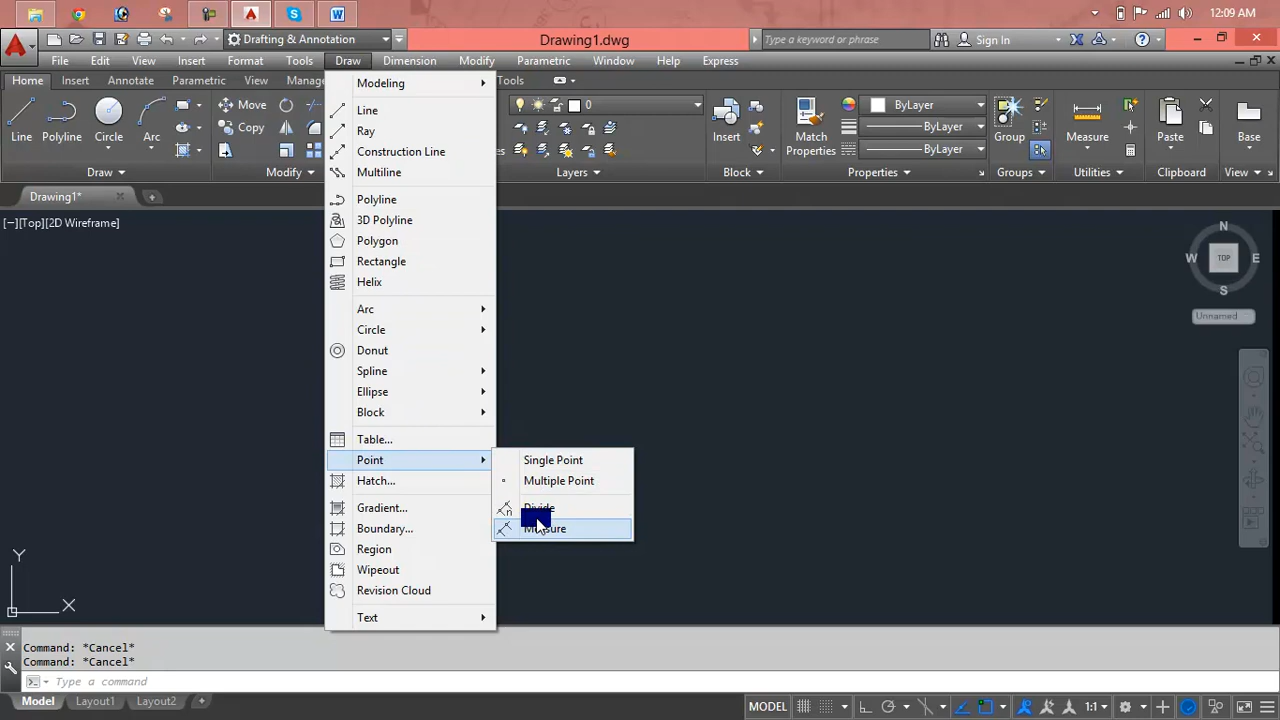 12:09 AM
Drafting & Annotation
Drawing1.dwg
Type a keyword or phrase
Sign In
File Edit View Insert Format Tools Draw Dimension Modify Parametric Window Help Express
Home Insert Annotate Parametric View Manage Tools
Line Polyline Circle Arc
Move
Copy
0
Insert
Match
Properties
ByLayer
ByLayer
ByLayer
Group
Measure
Paste
Base
Draw Modify Layers Block Properties Groups Utilities Clipboard View
Drawing1*
[−][Top][2D Wireframe]
Modeling
Line
Ray
Construction Line
Multiline
Polyline
3D Polyline
Polygon
Rectangle
Helix
Arc
Circle
Donut
Spline
Ellipse
Block
Table...
Point
Hatch...
Gradient...
Boundary...
Region
Wipeout
Revision Cloud
Text
Single Point
Multiple Point
Divide
Measure
N
W TOP E
S
Unnamed
Y
X
Command: *Cancel*
Command: *Cancel*
Type a command
Model Layout1 Layout2
MODEL
1:1